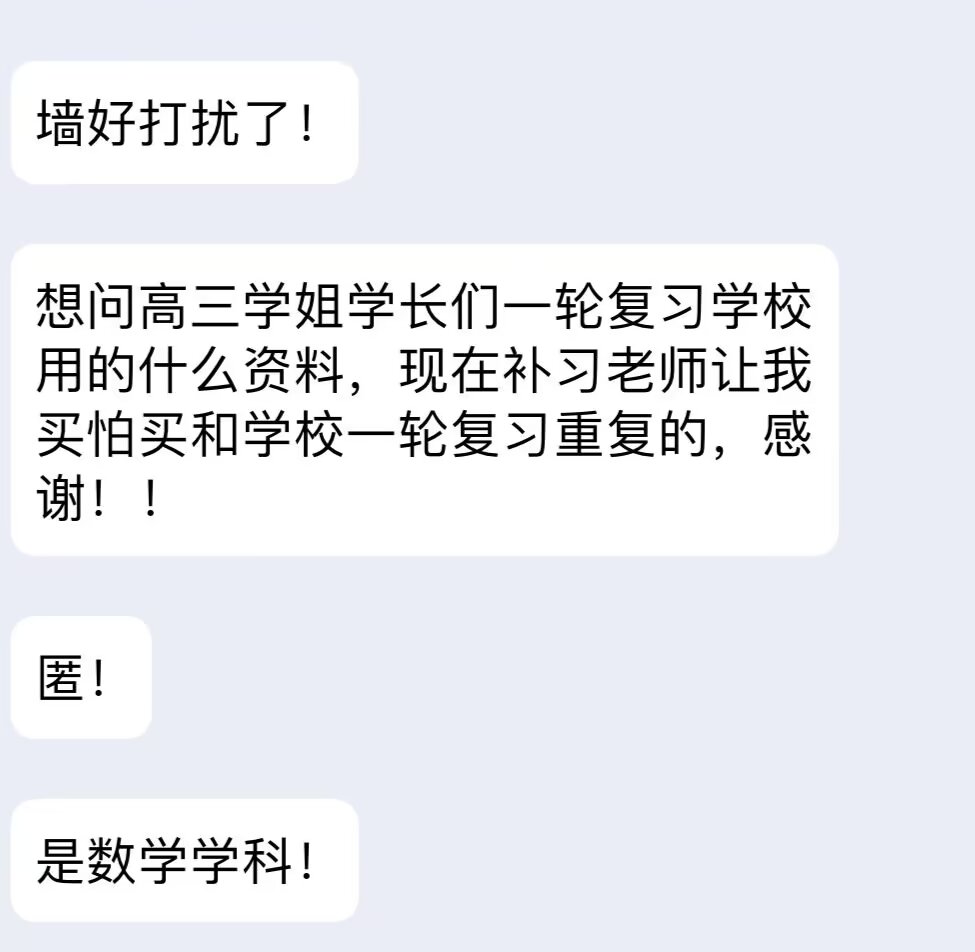 墙好打扰了！
想问高三学姐学长们一轮复习学校
用的什么资料，现在补习老师让我
买怕买和学校一轮复习重复的，感
谢！！
匿！
是数学学科！